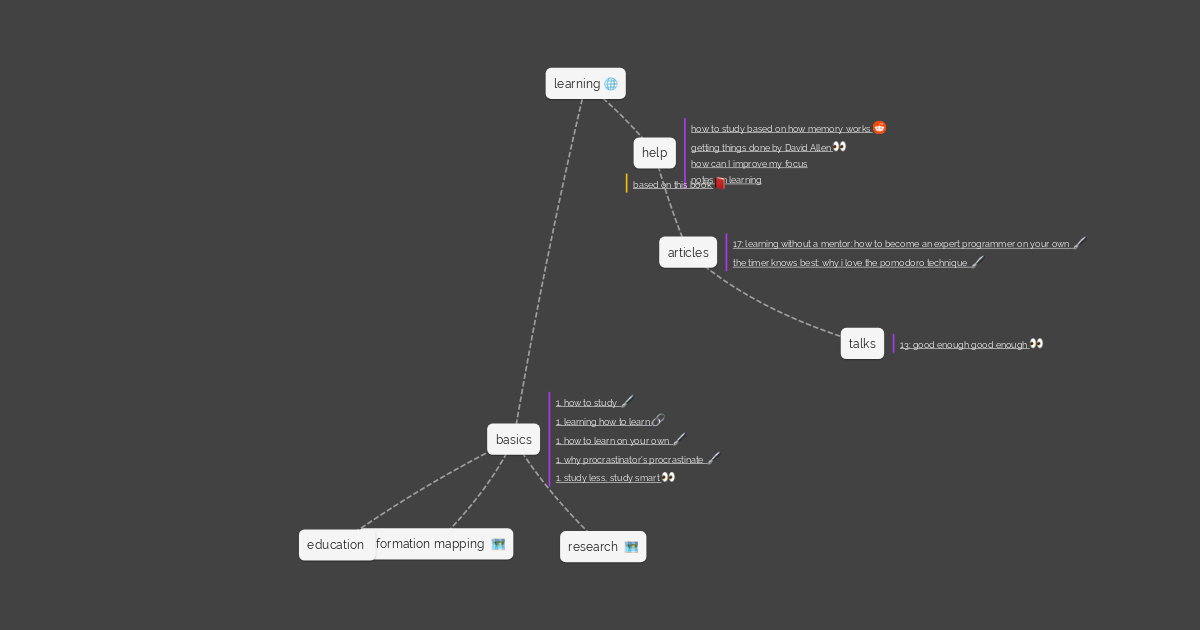 learning
help
how to study based on how memory works
getting things done by David Allen
how can I improve my focus
notes learning
based on this book
articles
17: learning without a mentor: how to become an expert programmer on your own
the timer knows best: why i love the pomodoro technique
talks
13: good enough good enough
basics
1. how to study
1. learning how to learn
1. how to learn on your own
1. why procrastinator's procrastinate
1. study less, study smart
education
formation mapping
research